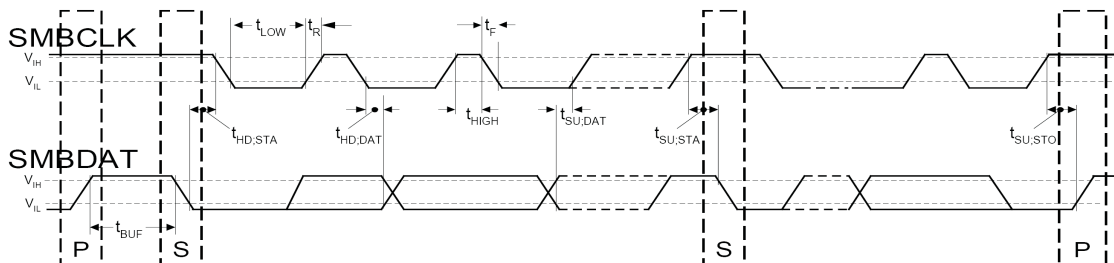 t_LOW t_R t_F
SMBCLK
V_IH
V_IL
t_HD;STA t_HD;DAT t_HIGH t_SU;DAT t_SU;STA t_SU;STO
SMBDAT
V_IH
V_IL
t_BUF
P S S P